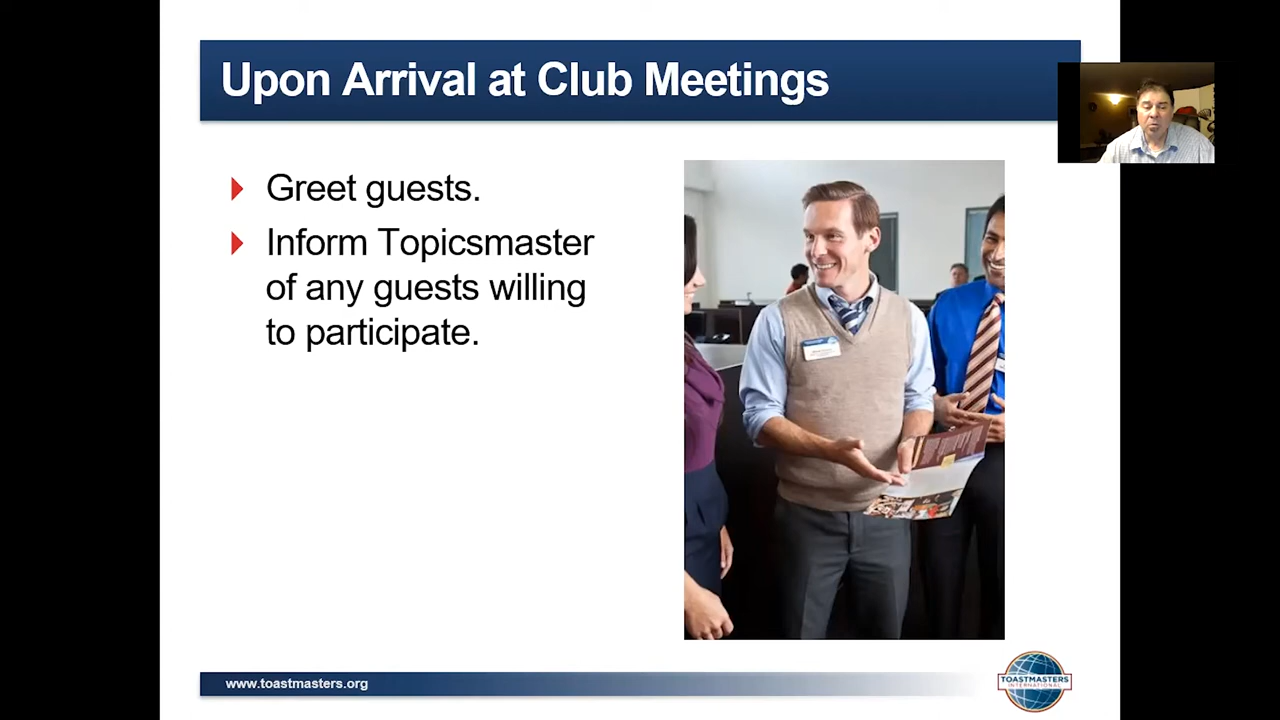 Upon Arrival at Club Meetings
Greet guests.
Inform Topicsmaster
of any guests willing
to participate.
www.toastmasters.org
TOASTMASTERS
INTERNATIONAL